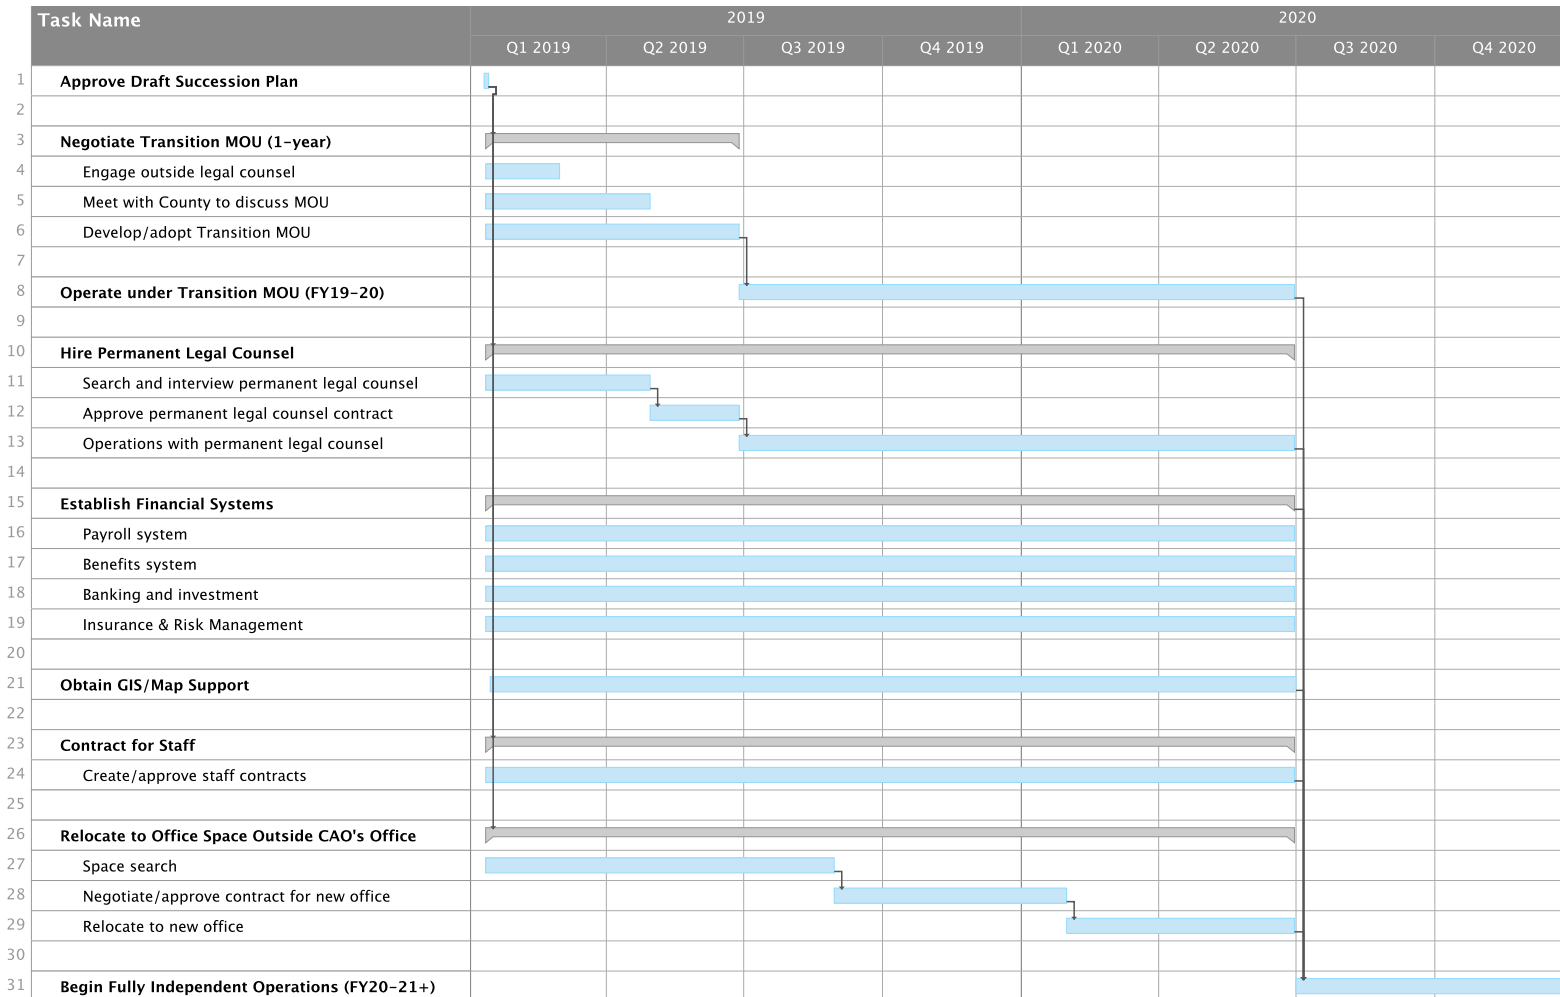 Task Name
2019
2020
Q1 2019
Q2 2019
Q3 2019
Q4 2019
Q1 2020
Q2 2020
Q3 2020
Q4 2020
1 Approve Draft Succession Plan
2
3 Negotiate Transition MOU (1-year)
4 Engage outside legal counsel
5 Meet with County to discuss MOU
6 Develop/adopt Transition MOU
7
8 Operate under Transition MOU (FY19-20)
9
10 Hire Permanent Legal Counsel
11 Search and interview permanent legal counsel
12 Approve permanent legal counsel contract
13 Operations with permanent legal counsel
14
15 Establish Financial Systems
16 Payroll system
17 Benefits system
18 Banking and investment
19 Insurance & Risk Management
20
21 Obtain GIS/Map Support
22
23 Contract for Staff
24 Create/approve staff contracts
25
26 Relocate to Office Space Outside CAO's Office
27 Space search
28 Negotiate/approve contract for new office
29 Relocate to new office
30
31 Begin Fully Independent Operations (FY20-21+)